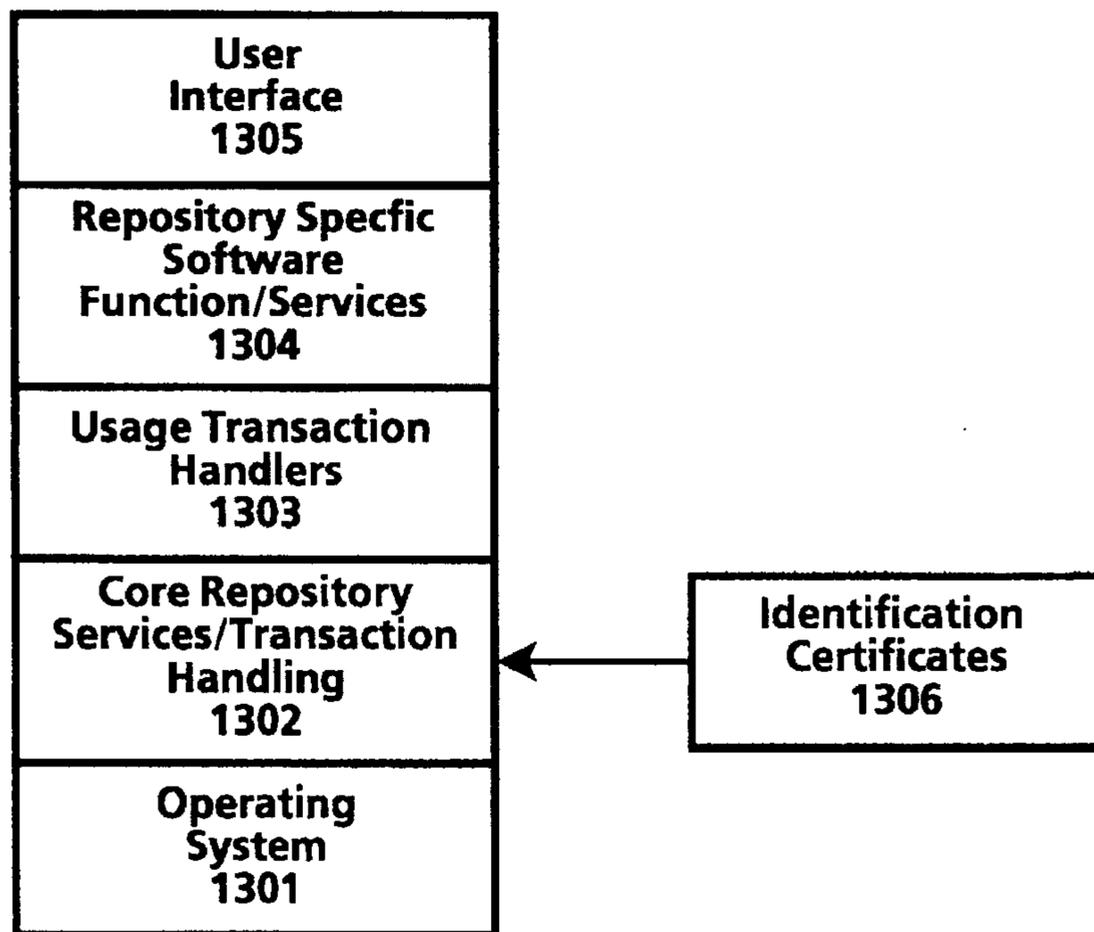 User
Interface
1305
Repository Specfic
Software
Function/Services
1304
Usage Transaction
Handlers
1303
Core Repository
Services/Transaction
Handling
1302
Identification
Certificates
1306
Operating
System
1301